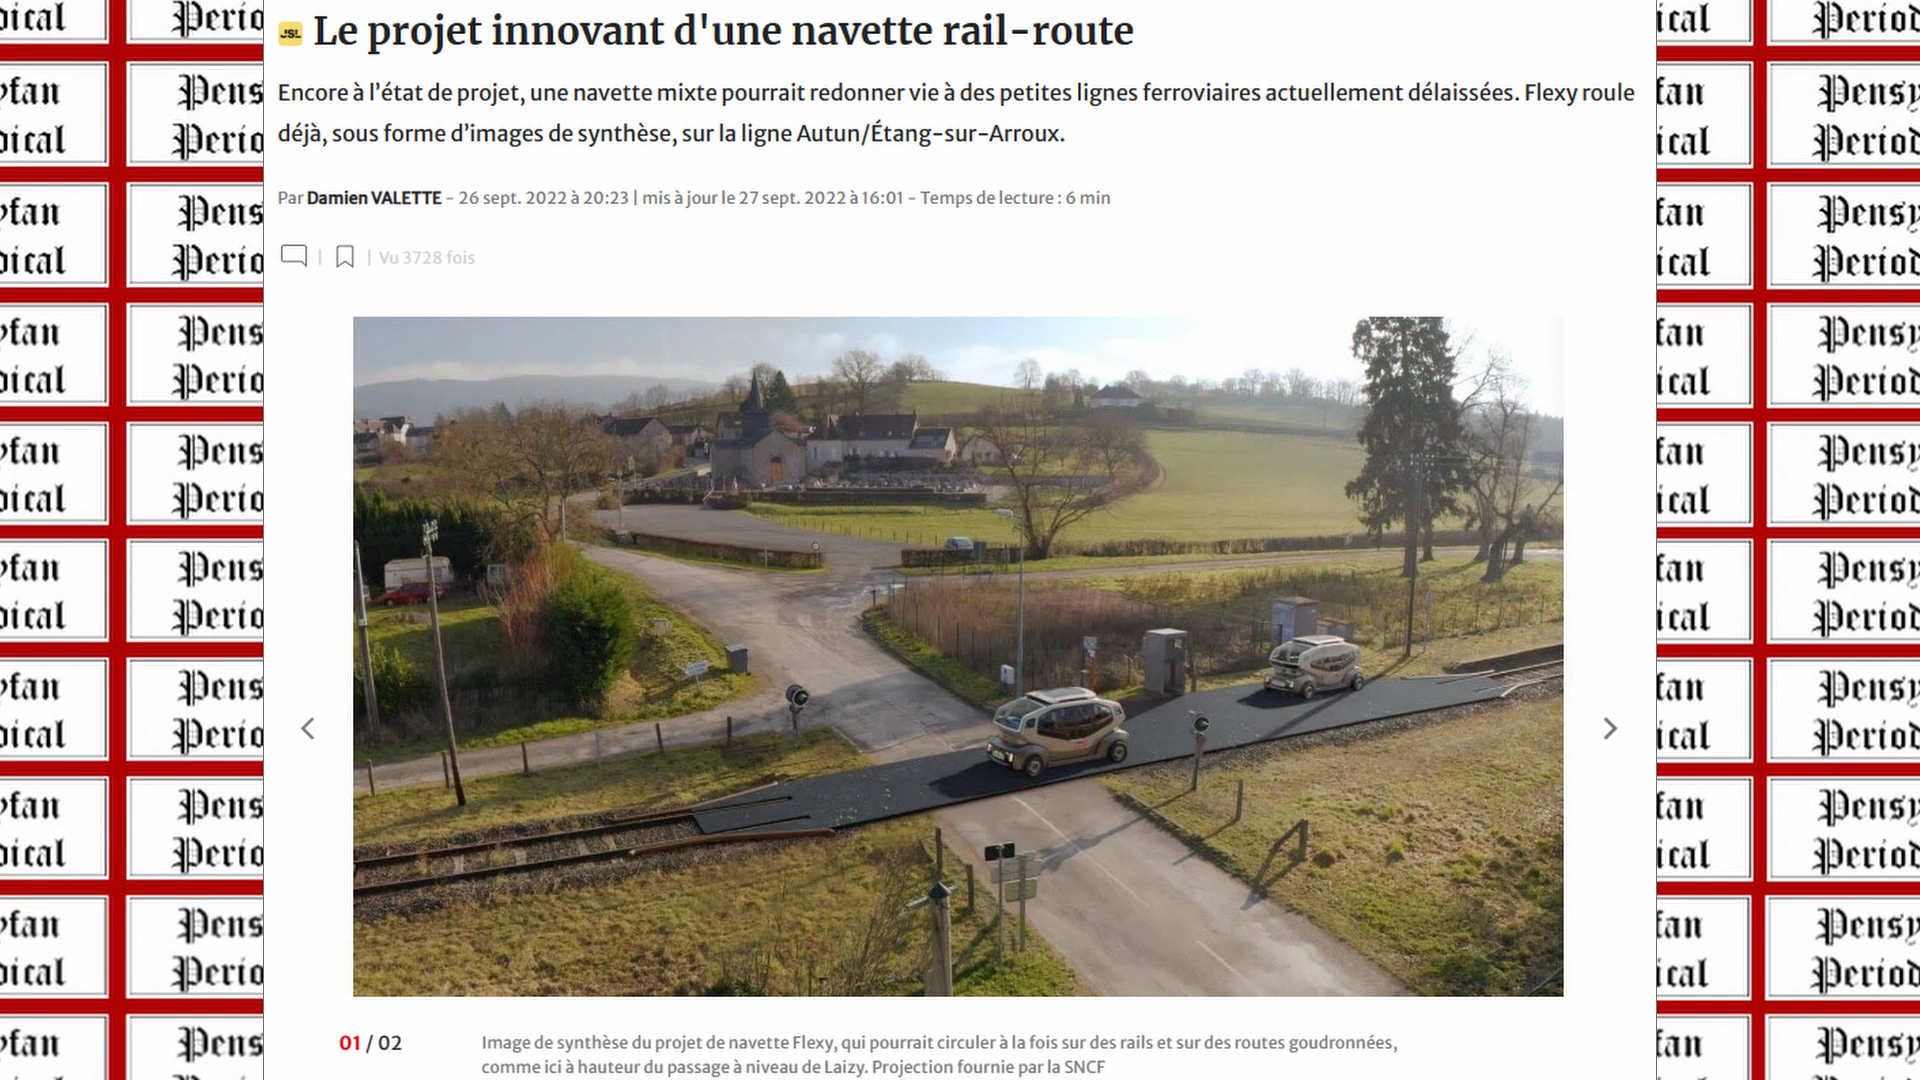 JSL Le projet innovant d'une navette rail-route
Encore à l’état de projet, une navette mixte pourrait redonner vie à des petites lignes ferroviaires actuellement délaissées. Flexy roule
déjà, sous forme d’images de synthèse, sur la ligne Autun/Étang-sur-Arroux.
Par Damien VALETTE - 26 sept. 2022 à 20:23 | mis à jour le 27 sept. 2022 à 16:01 - Temps de lecture : 6 min
| | Vu 3728 fois
01 / 02
Image de synthèse du projet de navette Flexy, qui pourrait circuler à la fois sur des rails et sur des routes goudronnées,
comme ici à hauteur du passage à niveau de Laizy. Projection fournie par la SNCF